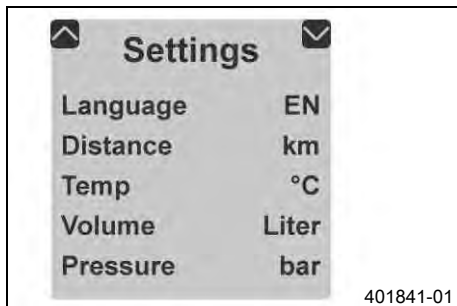 Settings
Language EN
Distance km
Temp °C
Volume Liter
Pressure bar
401841-01